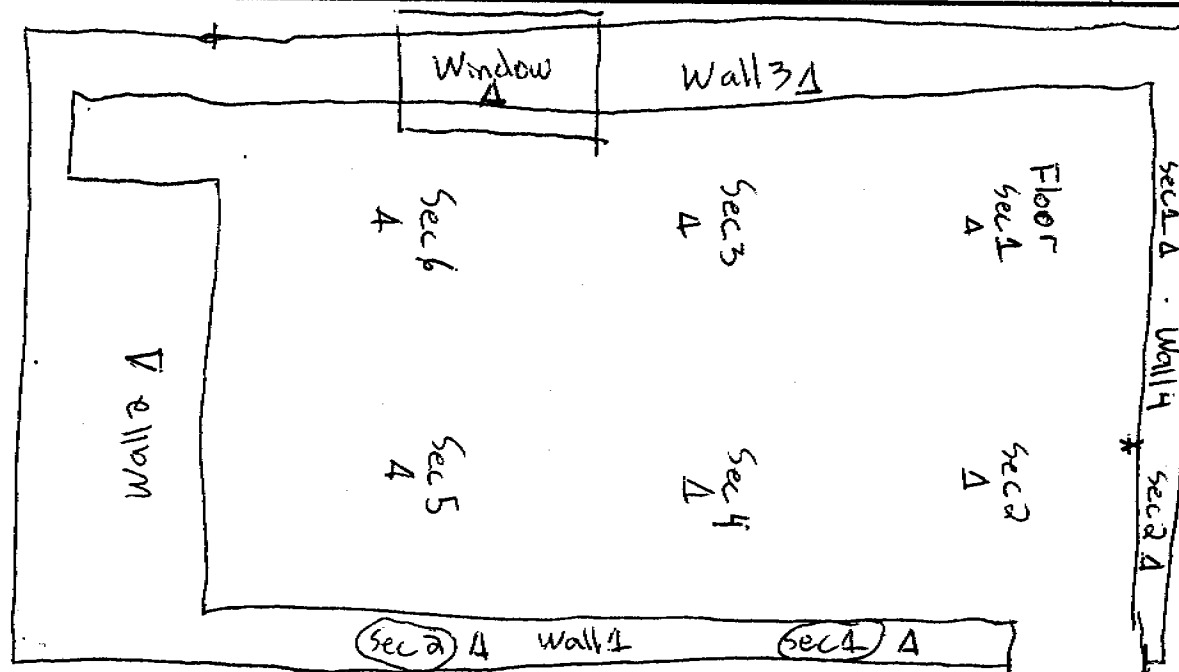 Window
Δ
Wall 3 Δ
Sec 6
Δ
Sec 3
Δ
Floor
Sec 1
Δ
Sec 1 Δ
Wall 4
Sec 2 Δ
Wall 2 Δ
Sec 5
Δ
Sec 4
Δ
Sec 2
Δ
Sec 2 Δ
Wall 1
Sec 1 Δ